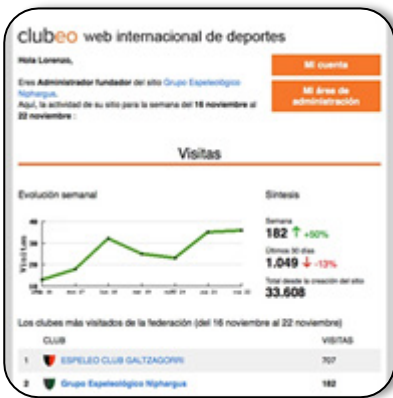 clubeo web internacional de deportes
Hola Lorenzo,
Mi cuenta
Eres Administrador fundador del sitio Grupo Espeleológico
Niphargus.
Aquí, la actividad de su sitio para la semana del 16 noviembre al
22 noviembre :
Mi área de
administración
Visitas
Evolución semanal
Síntesis
Visitas
Semana
182 ↑ +50%
Últimos 30 días
1.049 ↓ -13%
Total desde la creación del sitio
33.608
Los clubes más visitados de la federación (del 16 noviembre al 22 noviembre)
CLUB VISITAS
1 ESPELEO CLUB GALTZAGORRI 707
2 Grupo Espeleológico Niphargus 182